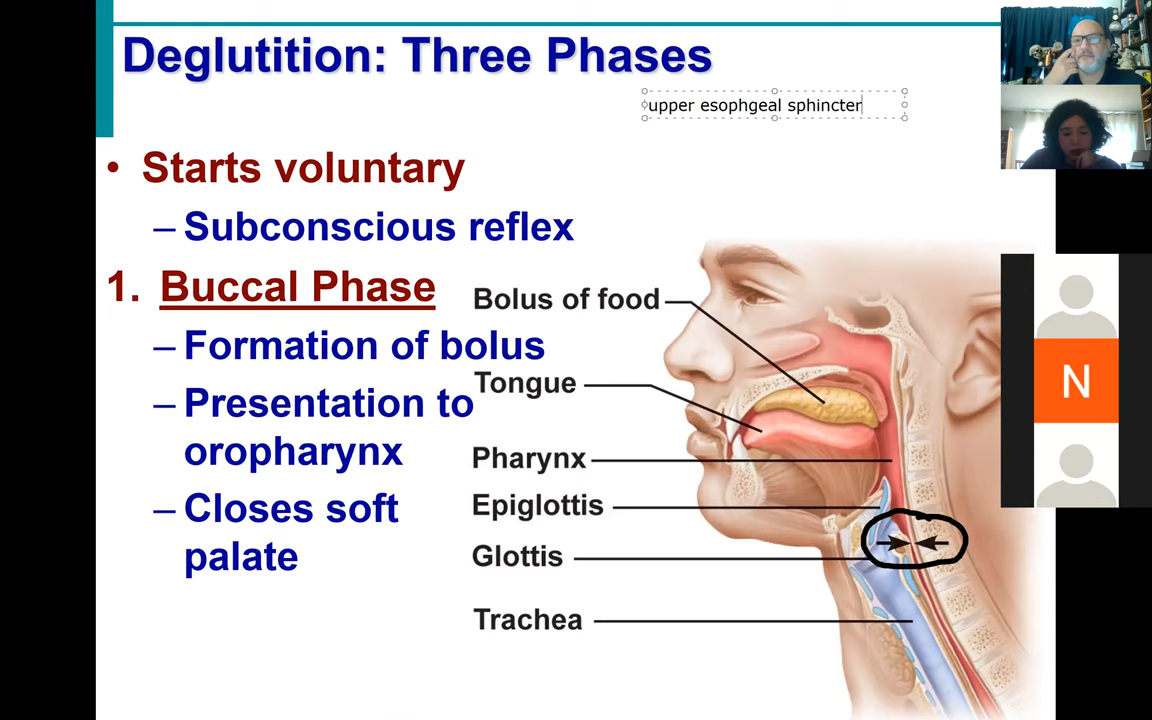 Deglutition: Three Phases
upper esophgeal sphincter
• Starts voluntary
– Subconscious reflex
1. Buccal Phase
– Formation of bolus
– Presentation to
oropharynx
– Closes soft
palate
Bolus of food
Tongue
Pharynx
Epiglottis
Glottis
Trachea
N